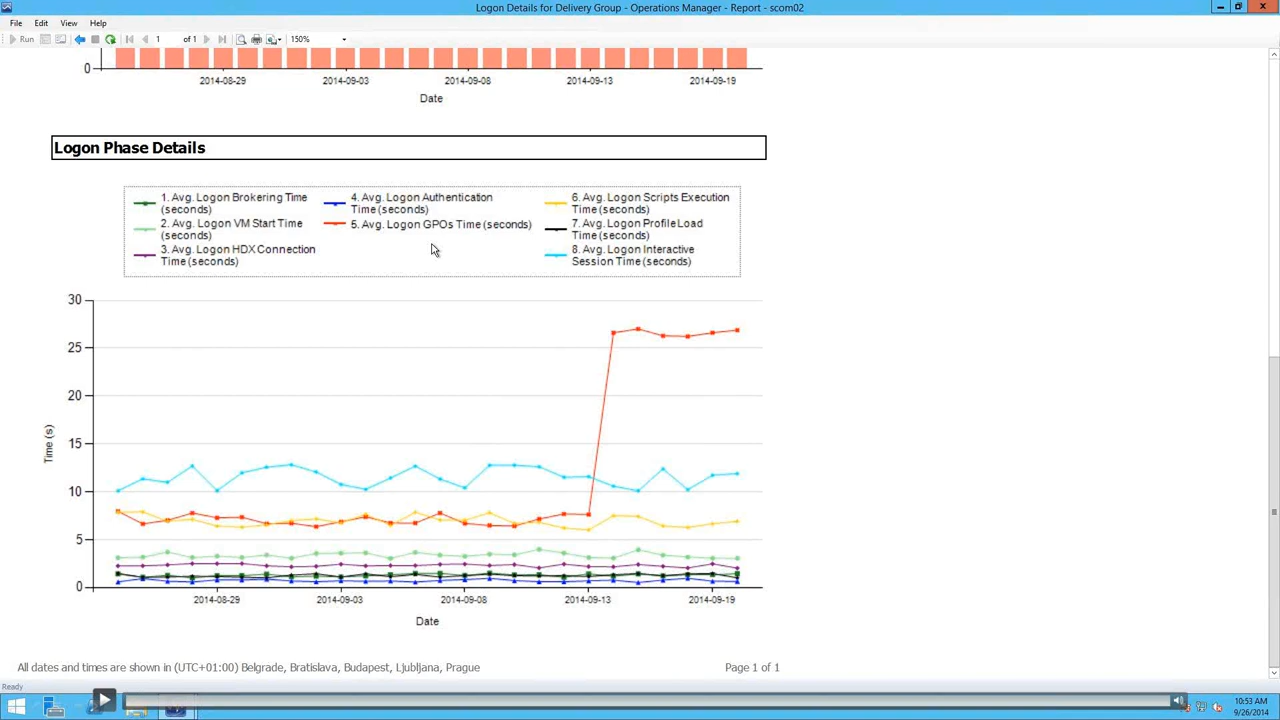 Logon Details for Delivery Group - Operations Manager - Report - scom02
File Edit View Help
Run 1 of 1 150%
0
2014-08-29 2014-09-03 2014-09-08 2014-09-13 2014-09-19
Date
Logon Phase Details
1. Avg. Logon Brokering Time
(seconds)
2. Avg. Logon VM Start Time
(seconds)
3. Avg. Logon HDX Connection
Time (seconds)
4. Avg. Logon Authentication
Time (seconds)
5. Avg. Logon GPOs Time (seconds)
6. Avg. Logon Scripts Execution
Time (seconds)
7. Avg. Logon Profile Load
Time (seconds)
8. Avg. Logon Interactive
Session Time (seconds)
30
25
20
15
10
5
0
Time (s)
2014-08-29 2014-09-03 2014-09-08 2014-09-13 2014-09-19
Date
All dates and times are shown in (UTC+01:00) Belgrade, Bratislava, Budapest, Ljubljana, Prague Page 1 of 1
Ready
10:53 AM
9/26/2014